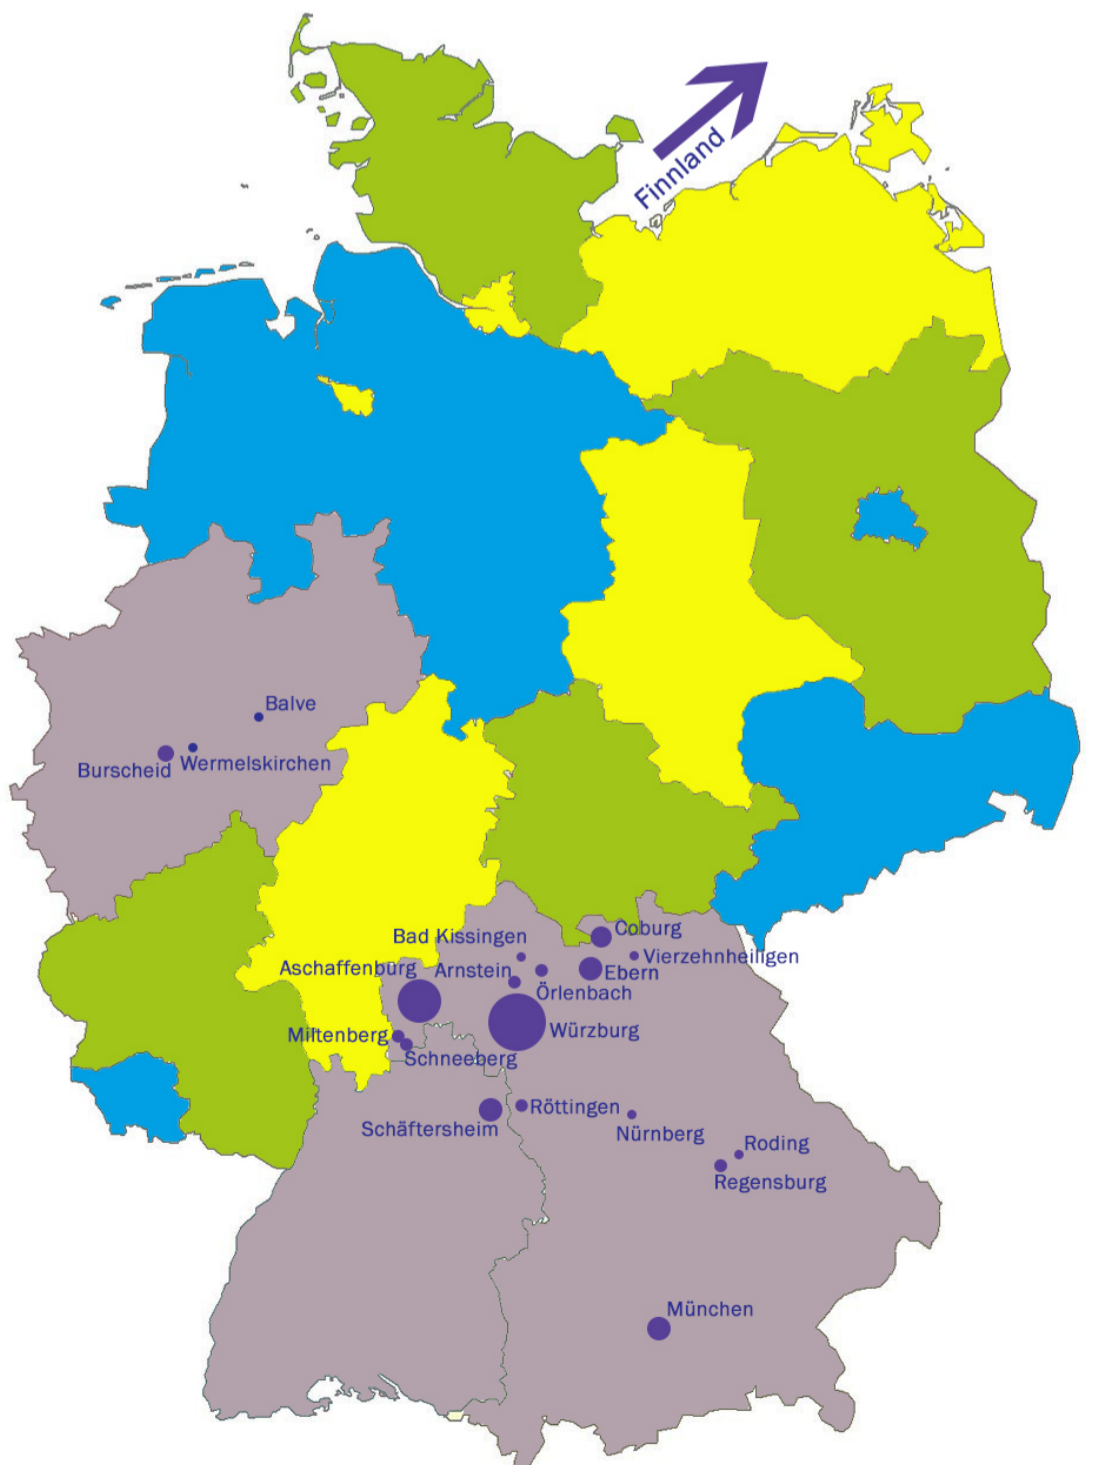 Finnland
Balve
Wermelskirchen
Burscheid
Coburg
Bad Kissingen
Vierzehnheiligen
Aschaffenburg
Arnstein
Ebern
Örlenbach
Würzburg
Miltenberg
Schneeberg
Röttingen
Schäftersheim
Nürnberg
Roding
Regensburg
München